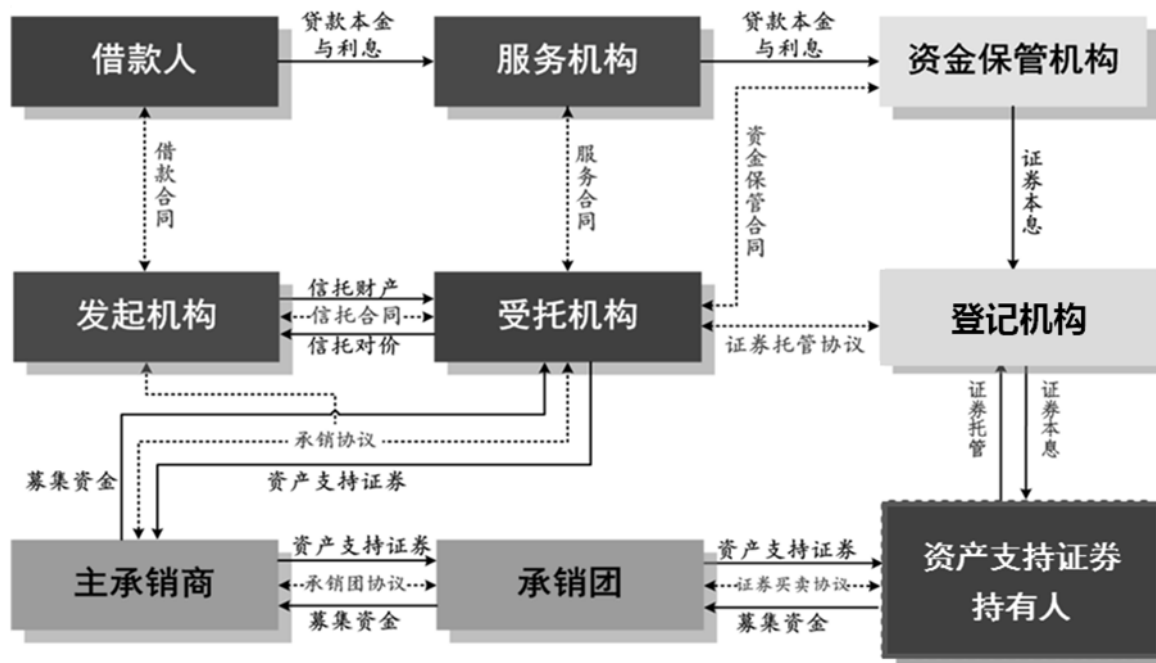 借款人
贷款本金
与利息
服务机构
贷款本金
与利息
资金保管机构
借款合同
服务合同
资金保管合同
证券本息
发起机构
信托财产
信托合同
信托对价
受托机构
证券托管协议
登记机构
承销协议
募集资金
资产支持证券
证券托管
证券本息
主承销商
资产支持证券
承销团协议
募集资金
承销团
资产支持证券
证券买卖协议
募集资金
资产支持证券
持有人